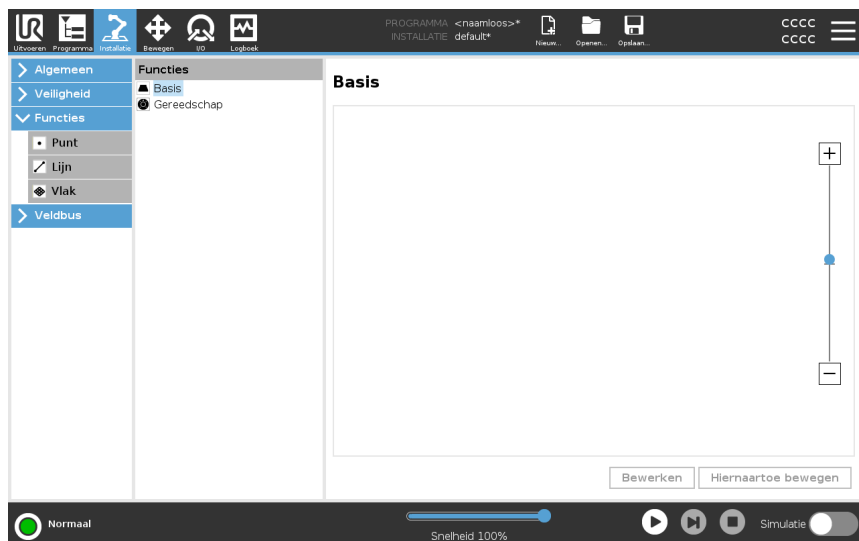 UR
Uitvoeren Programma Installatie Bewegen I/O Logboek
PROGRAMMA <naamloos>*
INSTALLATIE default*
Nieuw... Openen... Opslaan...
CCCC
CCCC
Algemeen
Veiligheid
Functies
Punt
Lijn
Vlak
Veldbus
Functies
Basis
Gereedschap
Basis
Bewerken Hiernaartoe bewegen
Normaal
Snelheid 100%
Simulatie